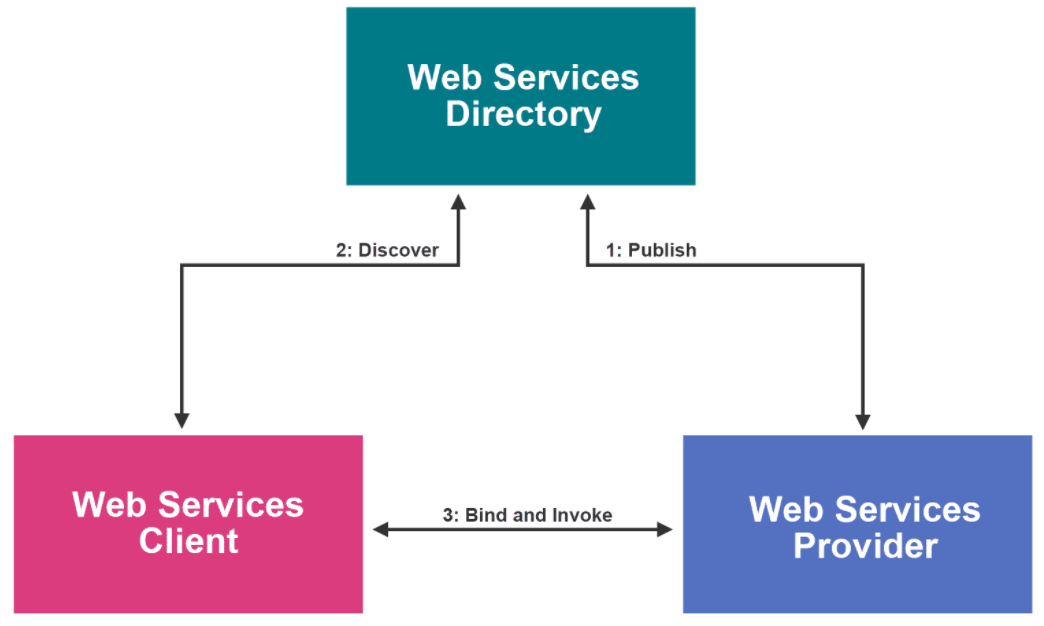 Web Services
Directory
2: Discover
1: Publish
Web Services
Client
3: Bind and Invoke
Web Services
Provider